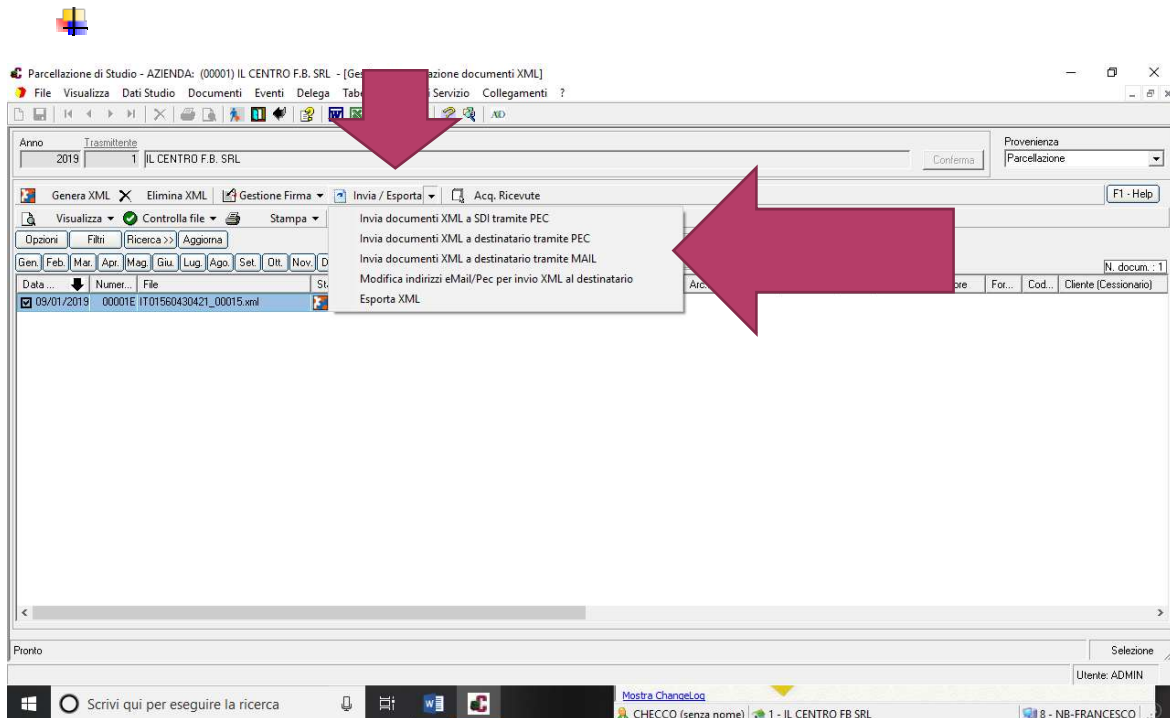 Parcellazione di Studio - AZIENDA: (00001) IL CENTRO F.B. SRL - [Ges azione documenti XML]
File Visualizza Dati Studio Documenti Eventi Delega Tabe i Servizio Collegamenti ?
Anno Trasmittente Provenienza
2019 1 IL CENTRO F.B. SRL Conferma Parcellazione
Genera XML Elimina XML Gestione Firma Invia / Esporta Acq. Ricevute F1 - Help
Visualizza Controlla file Stampa
Invia documenti XML a SDI tramite PEC
Invia documenti XML a destinatario tramite PEC
Invia documenti XML a destinatario tramite MAIL
Modifica indirizzi eMail/Pec per invio XML al destinatario
Esporta XML
Opzioni Filtri Ricerca >> Aggiorna
Gen. Feb. Mar. Apr. Mag. Giu. Lug. Ago. Set. Ott. Nov. D N. docum. : 1
Data ... Numer... File St. Arc. ore For... Cod... Cliente (Cessionario)
09/01/2019 00001E IT01560430421_00015.xml
Pronto Selezione
Utente: ADMIN
Scrivi qui per eseguire la ricerca
Mostra ChangeLog
CHECCO (senza nome) 1 - IL CENTRO FB SRL 8 - NB-FRANCESCO